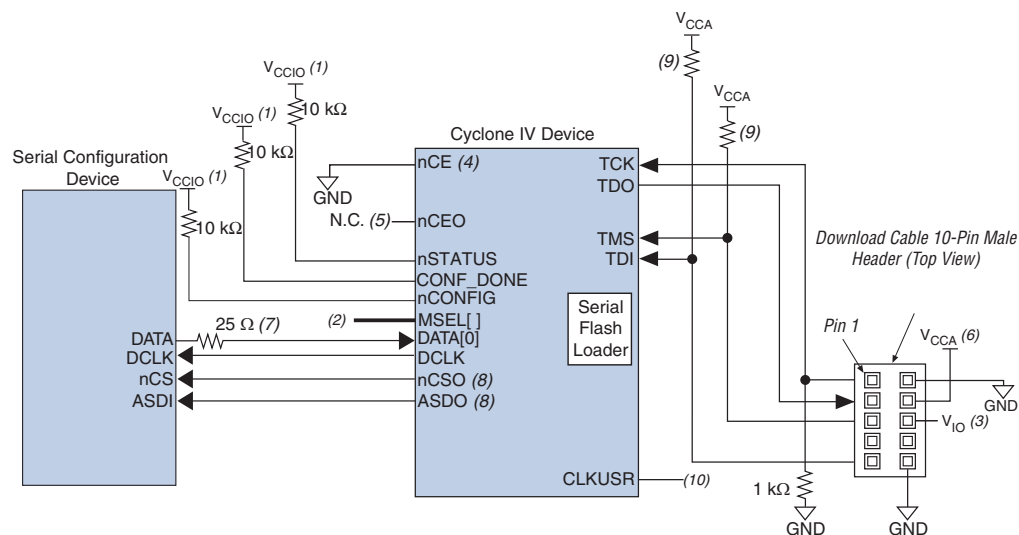 V_CCA
(9)
V_CCIO (1)
10 kΩ
V_CCA
(9)
V_CCIO (1)
10 kΩ
Cyclone IV Device
Serial Configuration
Device
V_CCIO (1)
10 kΩ
GND
nCE (4)
TCK
TDO
N.C. (5)
nCEO
TMS
TDI
nSTATUS
CONF_DONE
nCONFIG
Download Cable 10-Pin Male
Header (Top View)
(2)
MSEL[ ]
Serial
Flash
Loader
DATA
25 Ω (7)
DATA[0]
DCLK
DCLK
nCS
nCSO (8)
ASDI
ASDO (8)
Pin 1
V_CCA (6)
GND
V_IO (3)
CLKUSR
(10)
1 kΩ
GND
GND